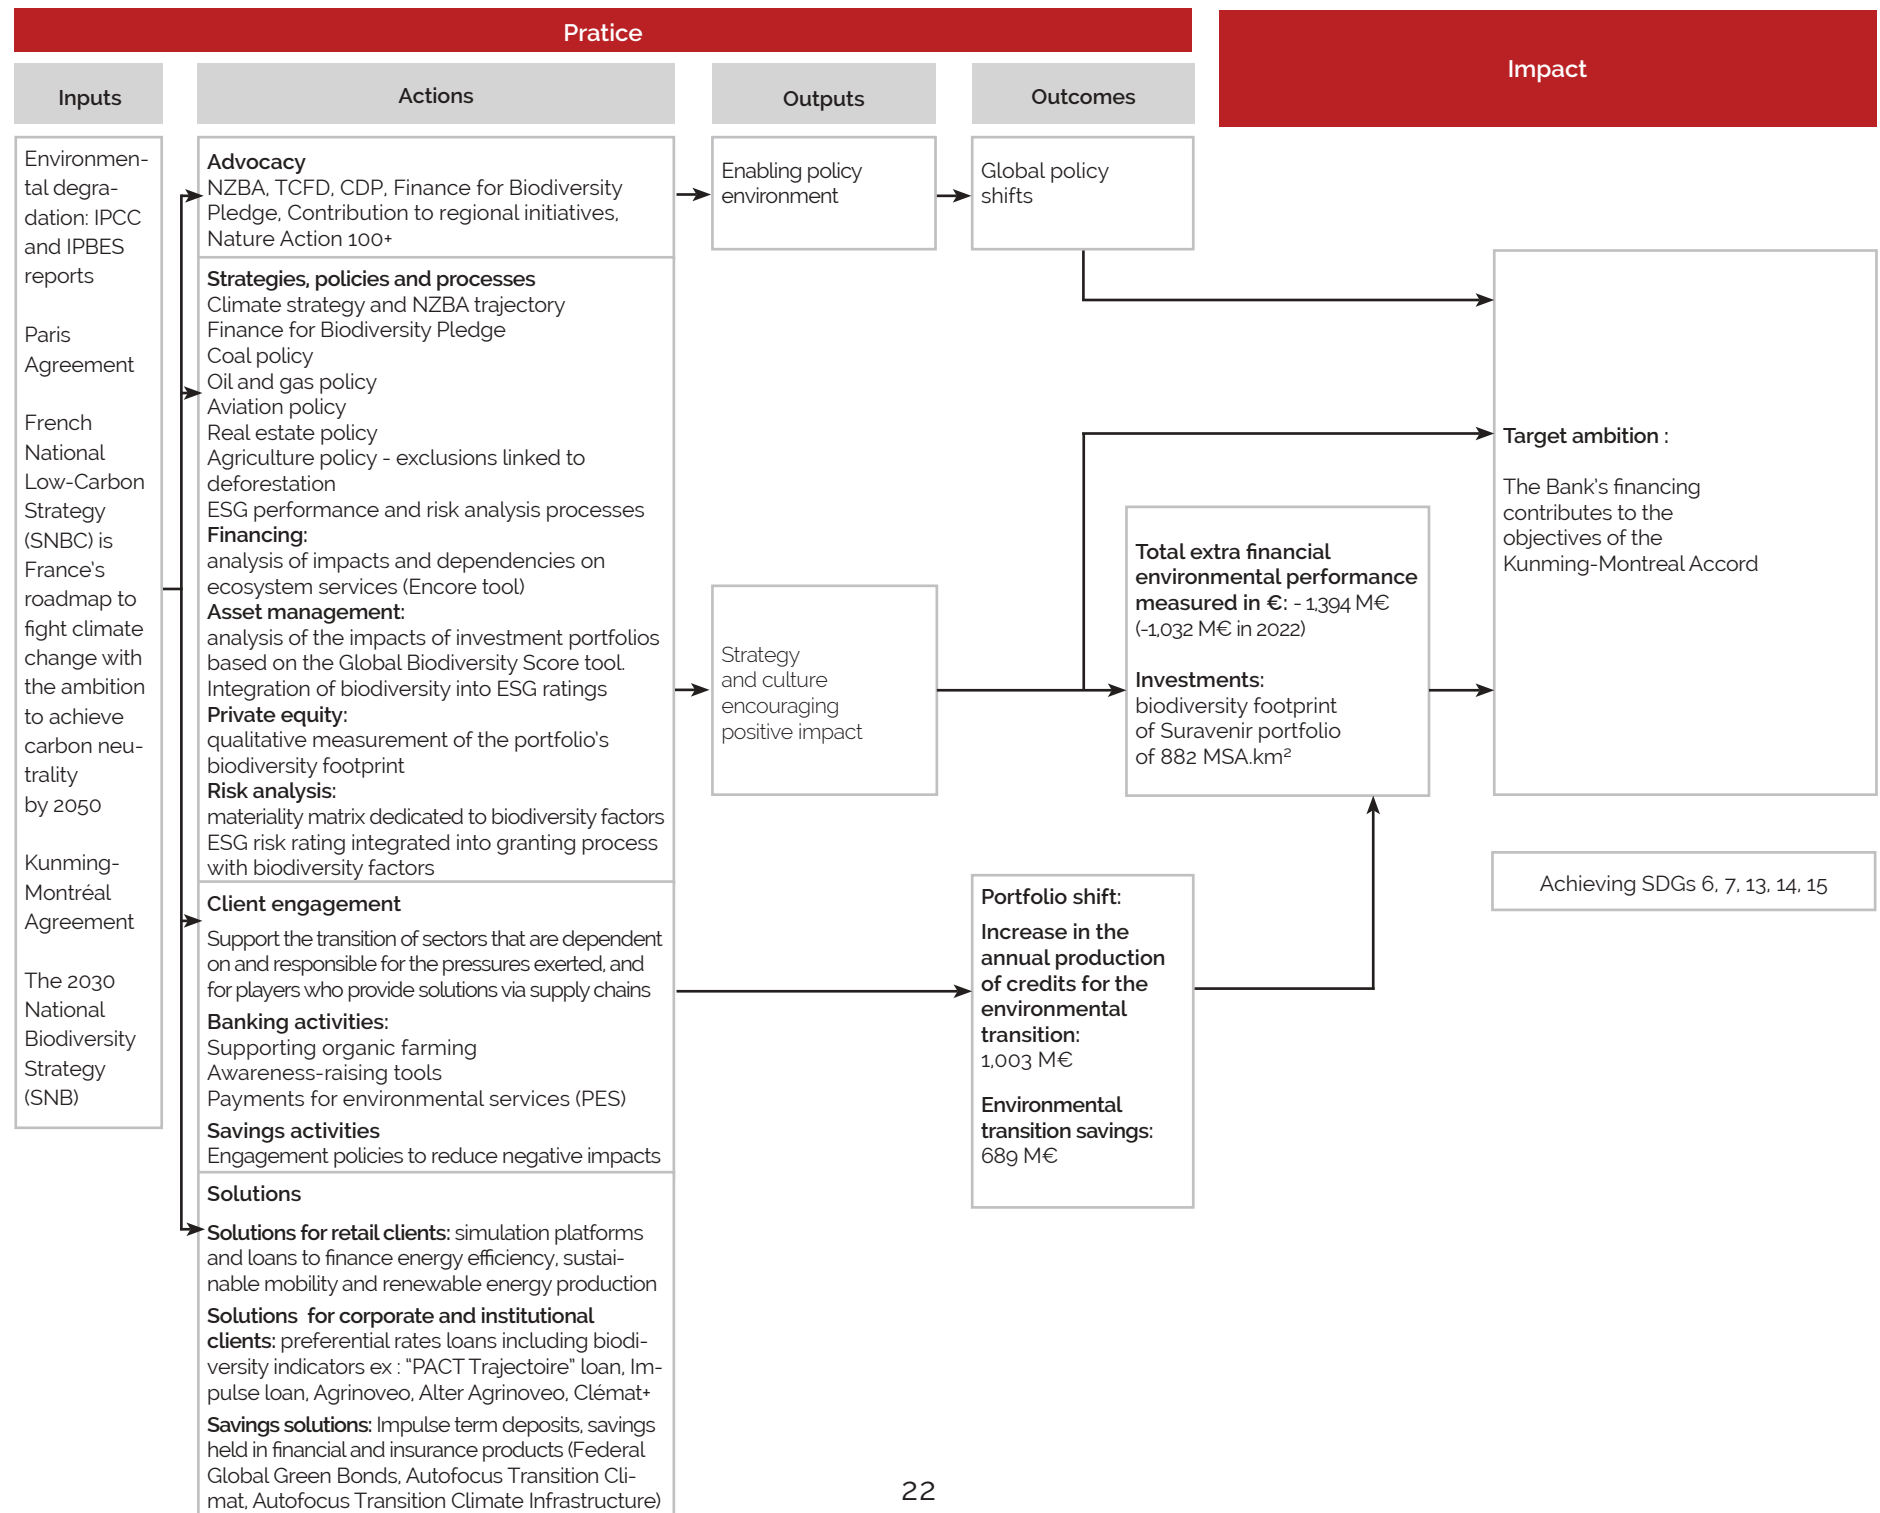 Pratice
Impact
Inputs
Actions
Outputs
Outcomes
Environmen-
tal degra-
dation: IPCC
and IPBES
reports
Paris
Agreement
French
National
Low-Carbon
Strategy
(SNBC) is
France's
roadmap to
fight climate
change with
the ambition
to achieve
carbon neu-
trality
by 2050
Kunming-
Montréal
Agreement
The 2030
National
Biodiversity
Strategy
(SNB)
Advocacy
NZBA, TCFD, CDP, Finance for Biodiversity
Pledge, Contribution to regional initiatives,
Nature Action 100+
Strategies, policies and processes
Climate strategy and NZBA trajectory
Finance for Biodiversity Pledge
Coal policy
Oil and gas policy
Aviation policy
Real estate policy
Agriculture policy - exclusions linked to
deforestation
ESG performance and risk analysis processes
Financing:
analysis of impacts and dependencies on
ecosystem services (Encore tool)
Asset management:
analysis of the impacts of investment portfolios
based on the Global Biodiversity Score tool.
Integration of biodiversity into ESG ratings
Private equity:
qualitative measurement of the portfolio's
biodiversity footprint
Risk analysis:
materiality matrix dedicated to biodiversity factors
ESG risk rating integrated into granting process
with biodiversity factors
Client engagement
Support the transition of sectors that are dependent
on and responsible for the pressures exerted, and
for players who provide solutions via supply chains
Banking activities:
Supporting organic farming
Awareness-raising tools
Payments for environmental services (PES)
Savings activities
Engagement policies to reduce negative impacts
Solutions
Solutions for retail clients: simulation platforms
and loans to finance energy efficiency, sustai-
nable mobility and renewable energy production
Solutions  for corporate and institutional
clients: preferential rates loans including biodi-
versity indicators ex : "PACT Trajectoire" loan, Im-
pulse loan, Agrinoveo, Alter Agrinoveo, Clémat+
Savings solutions: Impulse term deposits, savings
held in financial and insurance products (Federal
Global Green Bonds, Autofocus Transition Cli-
mat, Autofocus Transition Climate Infrastructure)
Enabling policy
environment
Strategy
and culture
encouraging
positive impact
Global policy
shifts
Total extra financial
environmental performance
measured in €: - 1,394 M€
(-1,032 M€ in 2022)
Investments:
biodiversity footprint
of Suravenir portfolio
of 882 MSA.km²
Portfolio shift:
Increase in the
annual production
of credits for the
environmental
transition:
1,003 M€
Environmental
transition savings:
689 M€
Target ambition :
The Bank's financing
contributes to the
objectives of the
Kunming-Montreal Accord
Achieving SDGs 6, 7, 13, 14, 15
22